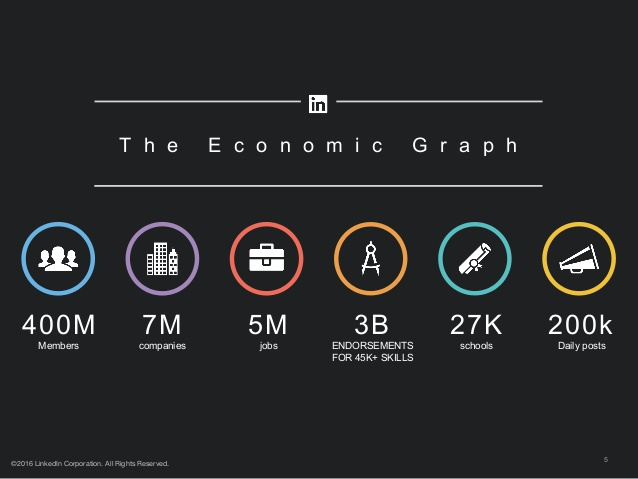 in
The Economic Graph
400M
Members
7M
companies
5M
jobs
3B
ENDORSEMENTS
FOR 45K+ SKILLS
27K
schools
200k
Daily posts
©2016 LinkedIn Corporation. All Rights Reserved.
5